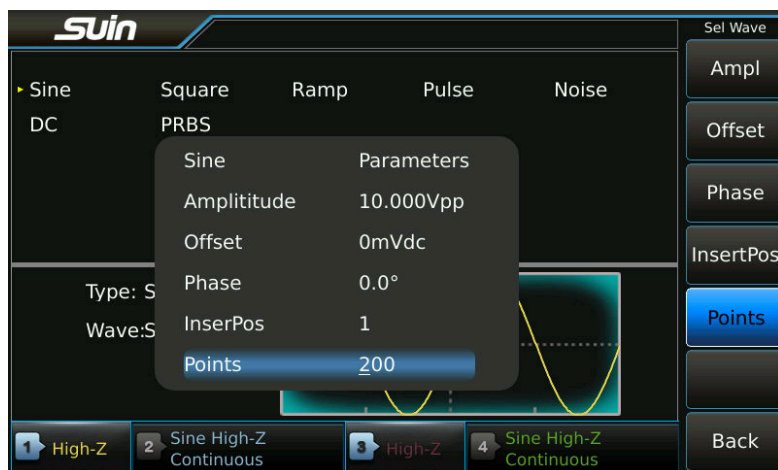 Suin
Sel Wave
Sine Square Ramp Pulse Noise
DC PRBS
Sine Parameters
Amplititude 10.000Vpp
Offset 0mVdc
Phase 0.0°
InserPos 1
Points 200
Type: S
Wave:S
Ampl
Offset
Phase
InsertPos
Points
Back
1 High-Z
2 Sine High-Z
Continuous
3 High-Z
4 Sine High-Z
Continuous